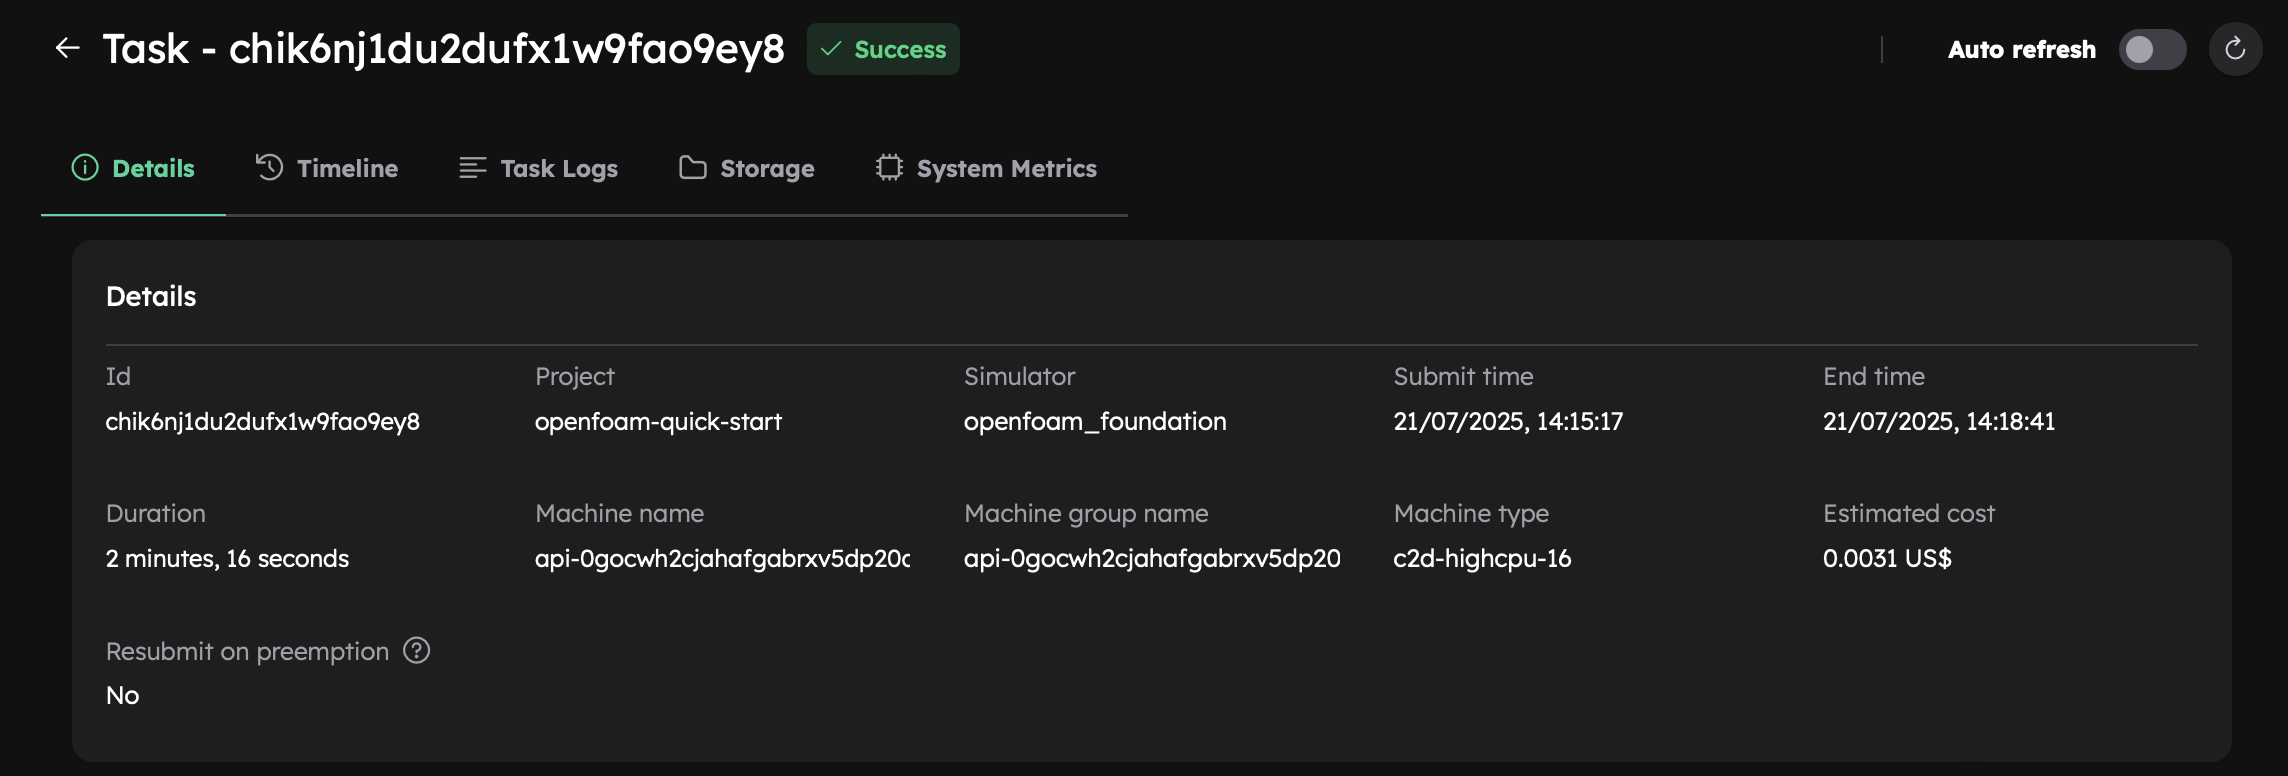 Task - chik6nj1du2dufx1w9fao9ey8 Success Auto refresh
Details Timeline Task Logs Storage System Metrics
Details
Id Project Simulator Submit time End time
chik6nj1du2dufx1w9fao9ey8 openfoam-quick-start openfoam_foundation 21/07/2025, 14:15:17 21/07/2025, 14:18:41
Duration Machine name Machine group name Machine type Estimated cost
2 minutes, 16 seconds api-0gocwh2cjahafgabrxv5dp20c api-0gocwh2cjahafgabrxv5dp20 c2d-highcpu-16 0.0031 US$
Resubmit on preemption ?
No